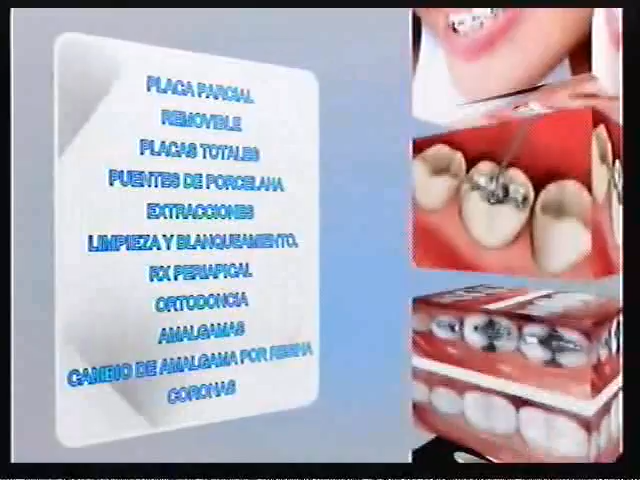 PLACA PARCIAL
REMOVIBLE
PLACAS TOTALES
PUENTES DE PORCELANA
EXTRACCIONES
LIMPIEZA Y BLANQUEAMIENTO.
RX PERIAPICAL
ORTODONCIA
AMALGAMAS
CAMBIO DE AMALGAMA POR RESINA
CORONAS